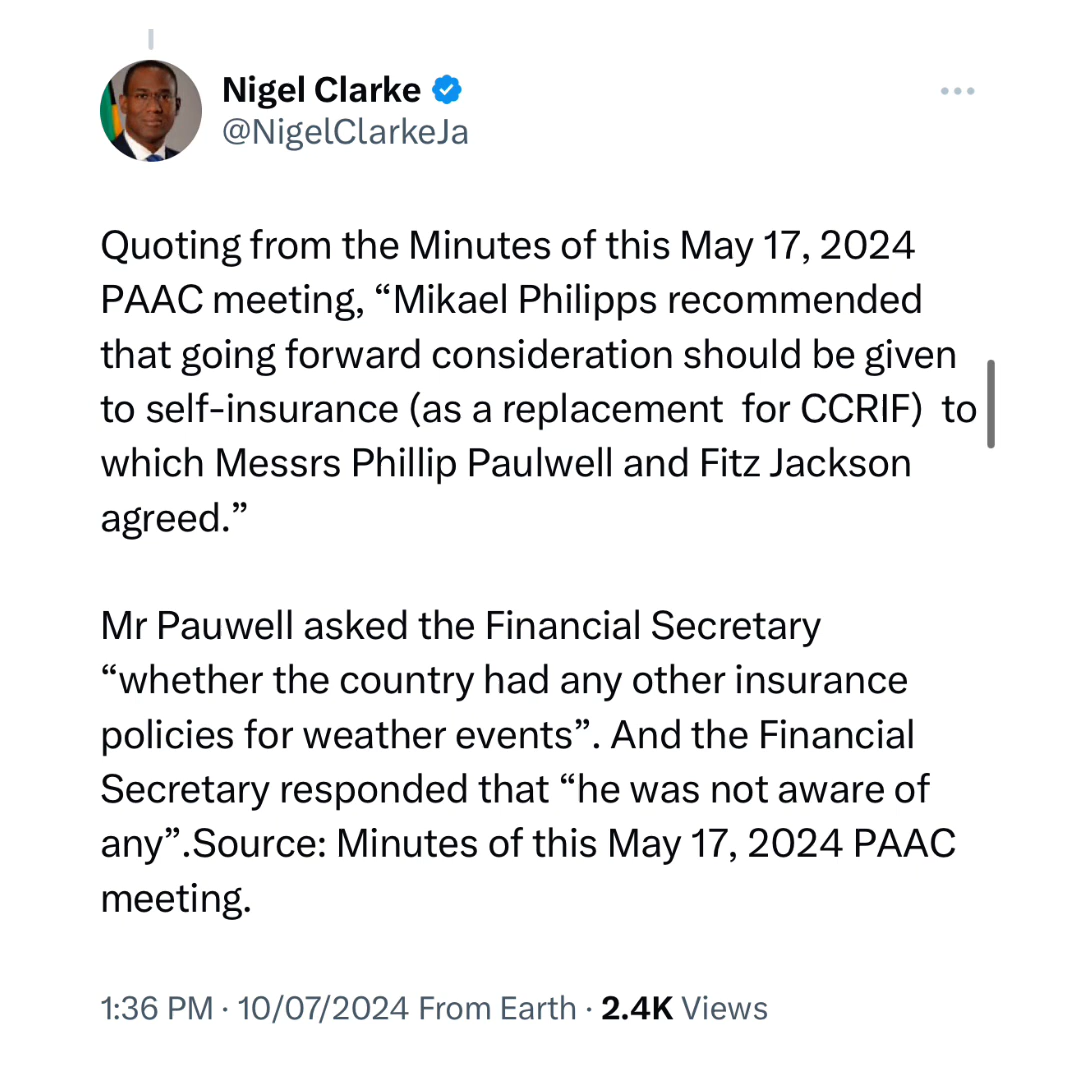 Nigel Clarke
@NigelClarkeJa
Quoting from the Minutes of this May 17, 2024
PAAC meeting, “Mikael Philipps recommended
that going forward consideration should be given
to self-insurance (as a replacement  for CCRIF)  to
which Messrs Phillip Paulwell and Fitz Jackson
agreed.”
Mr Pauwell asked the Financial Secretary
“whether the country had any other insurance
policies for weather events”. And the Financial
Secretary responded that “he was not aware of
any”.Source: Minutes of this May 17, 2024 PAAC
meeting.
1:36 PM · 10/07/2024 From Earth · 2.4K Views